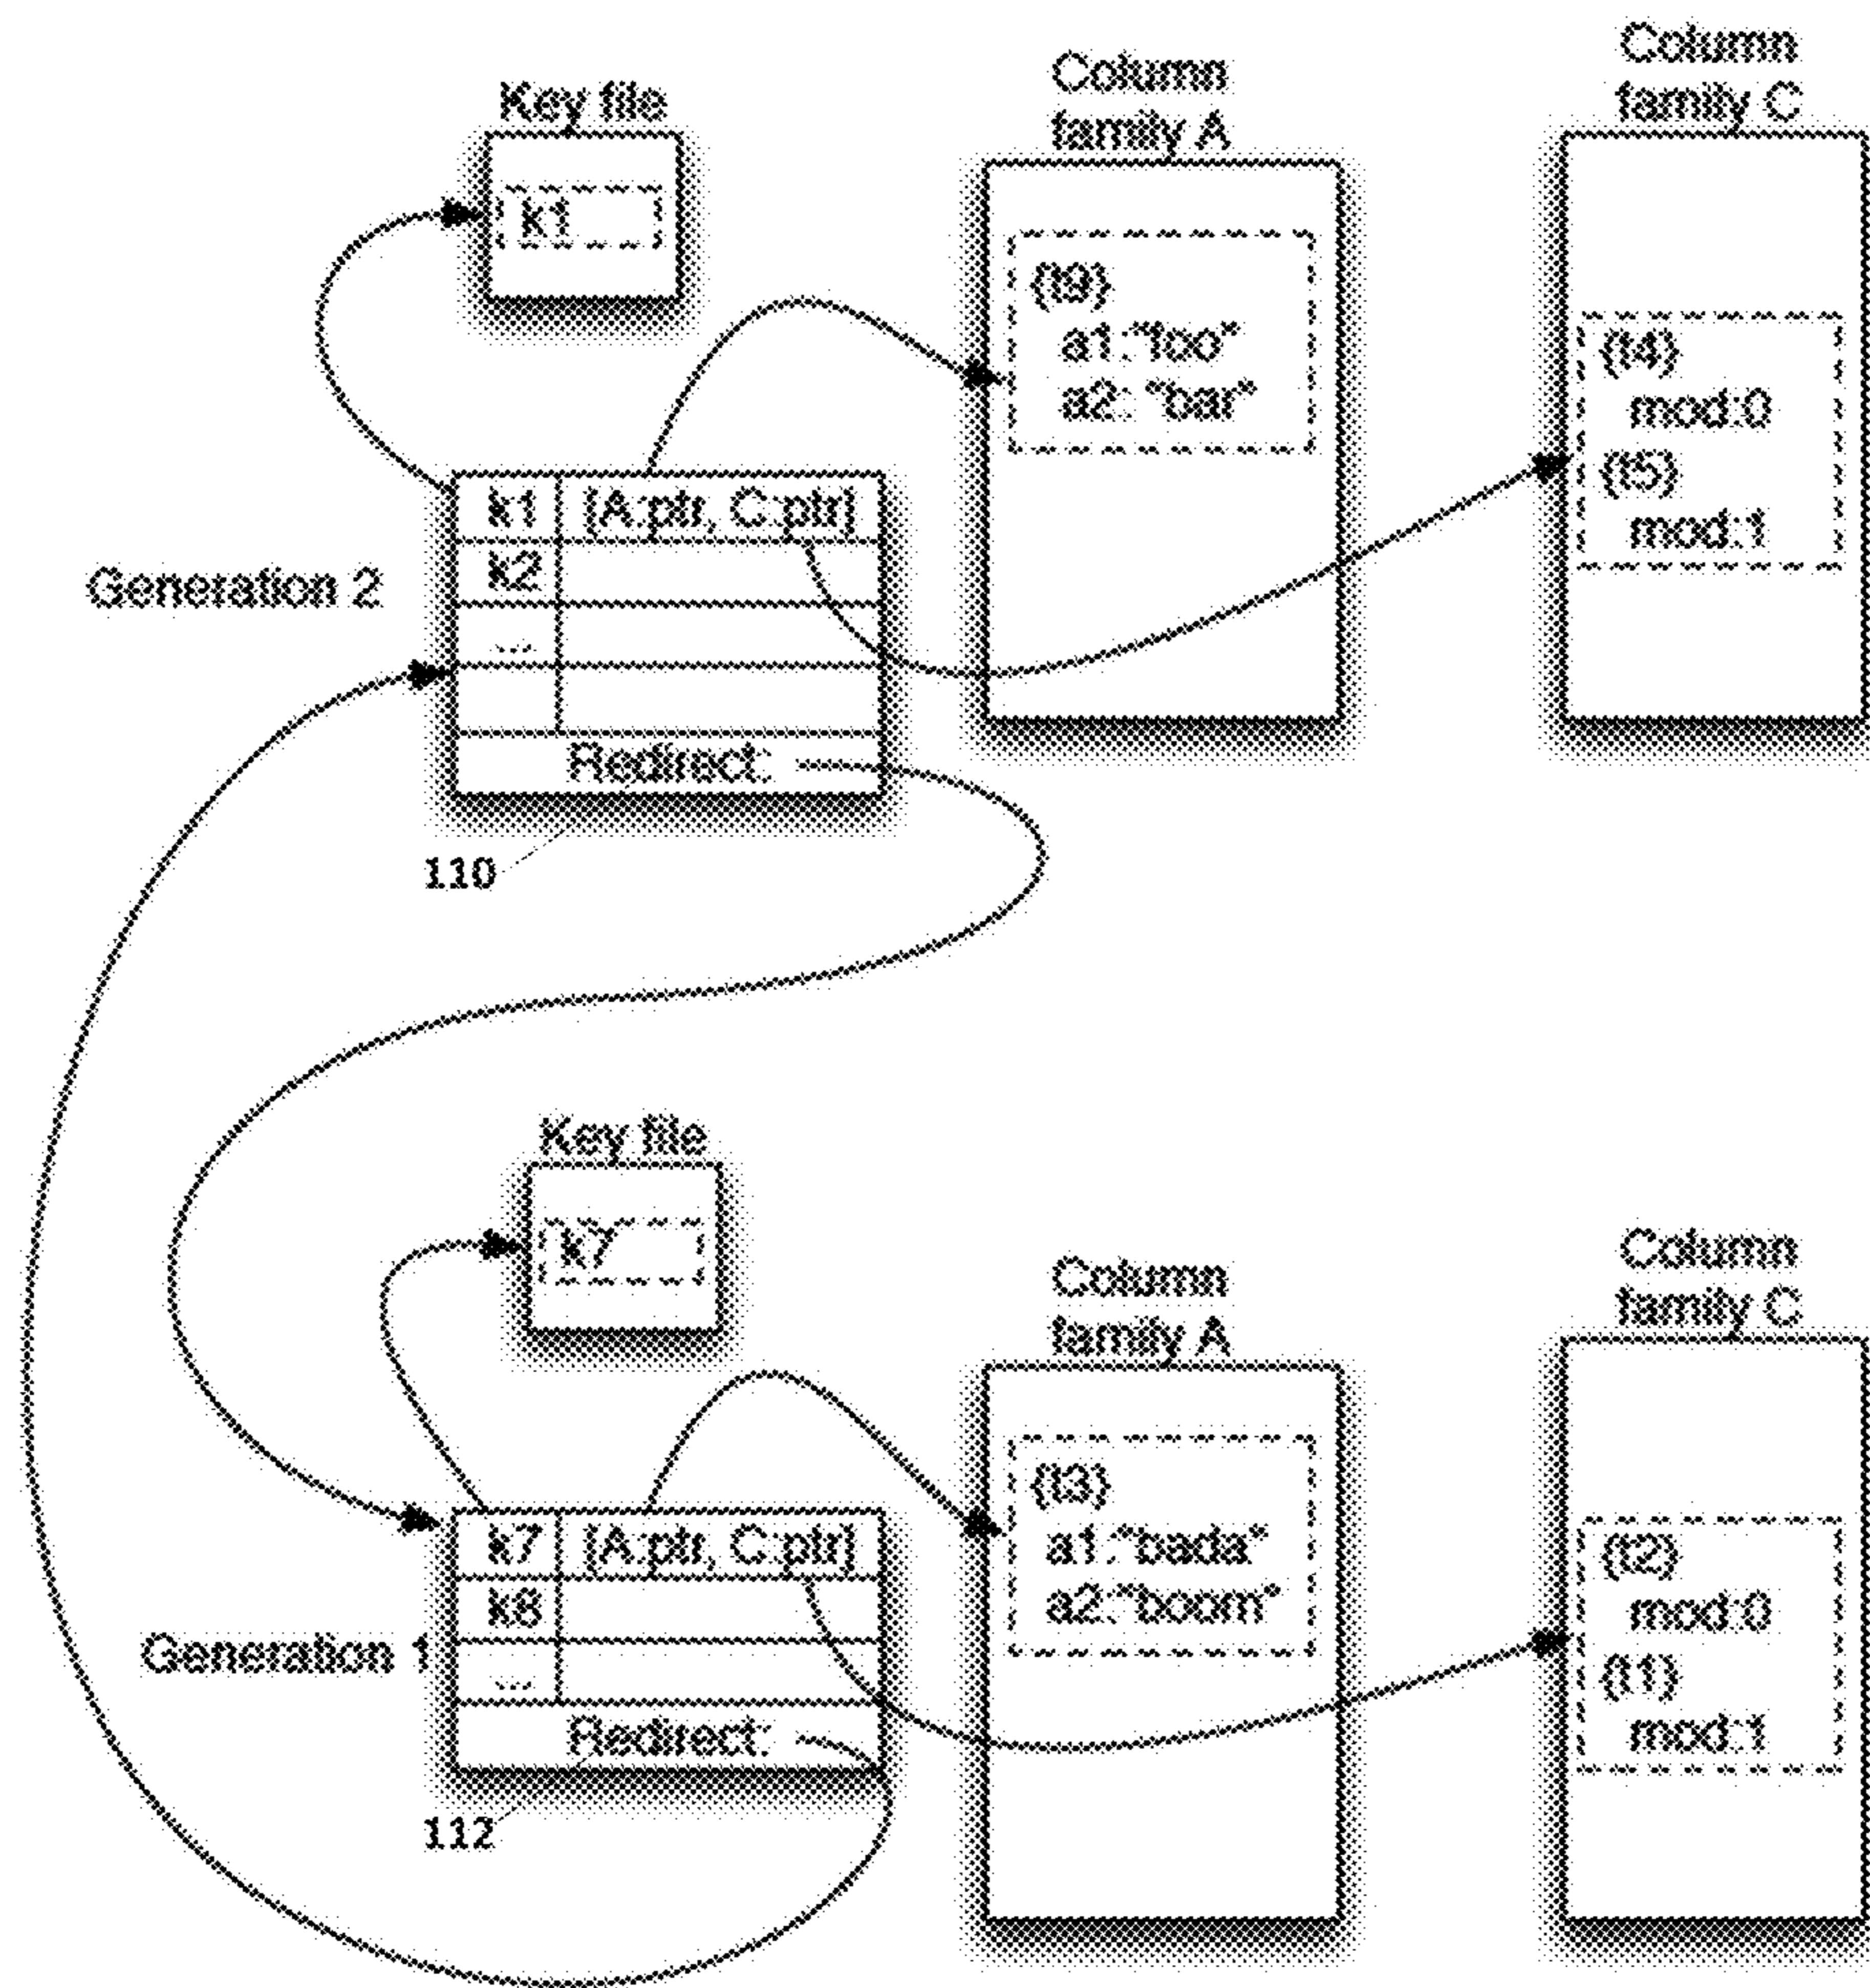 Key file
k1
Column
family A
{t9}
a1:"foo"
a2: "bar"
Column
family C
{t4}
mod:0
{t5}
mod:1
Generation 2
k1 [A:ptr, C:ptr]
k2
...
Redirect:
110
Key file
k7
Column
family A
{t3}
a1:"bada"
a2:"boom"
Column
family C
{t2}
mod:0
{t1}
mod:1
Generation 1
k7 [A:ptr, C:ptr]
k8
...
Redirect:
112